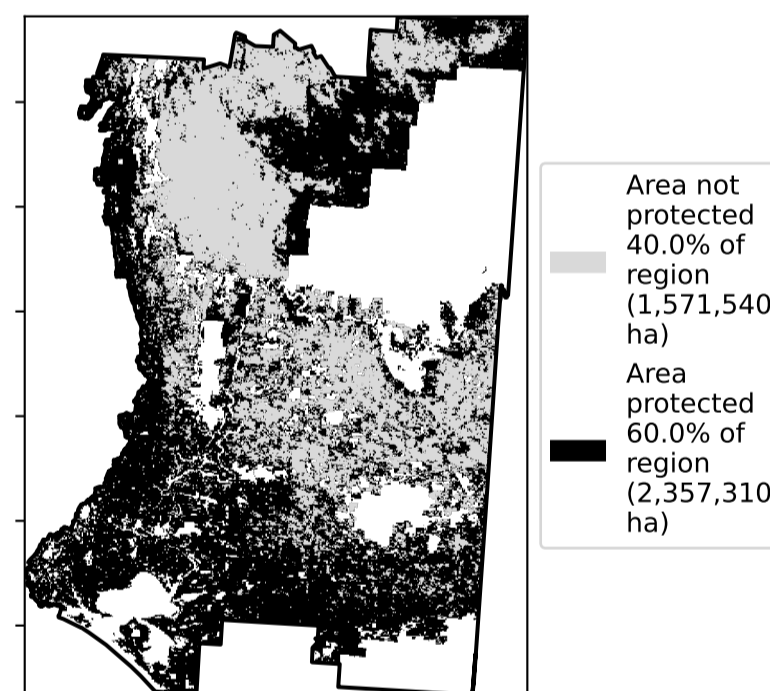 Area not
protected
40.0% of
region
(1,571,540
ha)
Area
protected
60.0% of
region
(2,357,310
ha)